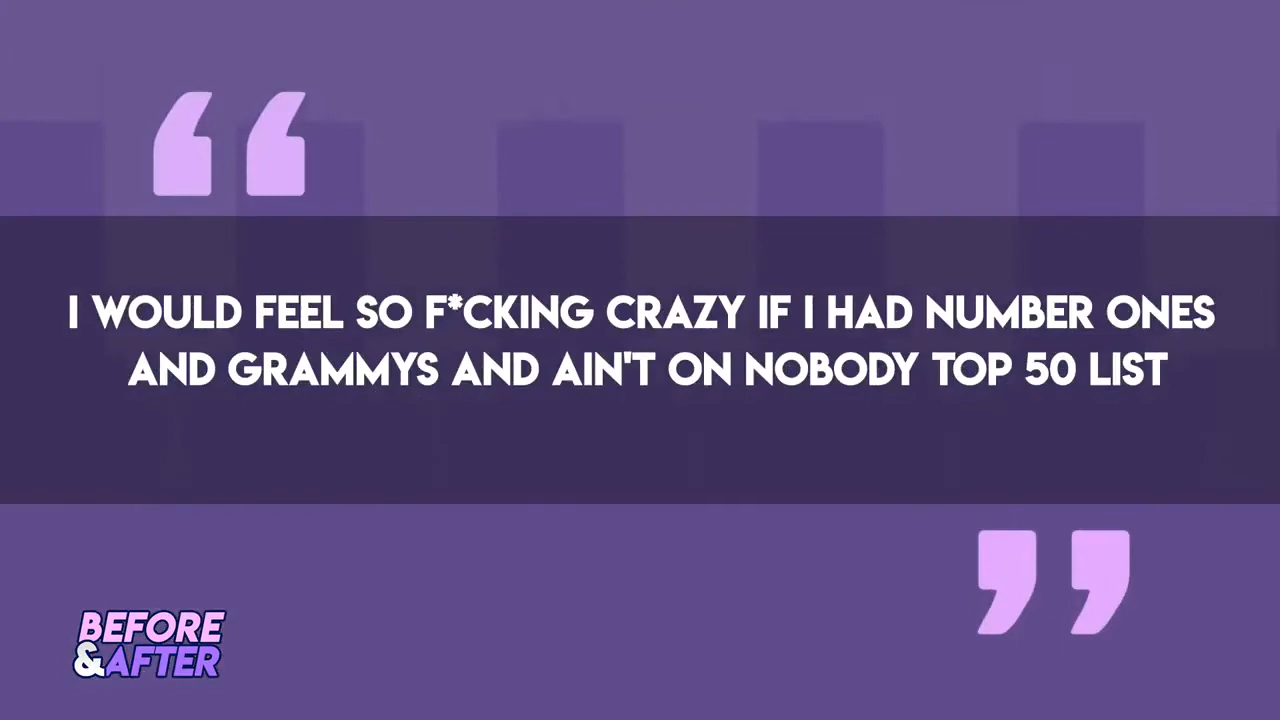 “
I WOULD FEEL SO F*CKING CRAZY IF I HAD NUMBER ONES
AND GRAMMYS AND AIN'T ON NOBODY TOP 50 LIST
”
BEFORE
&AFTER